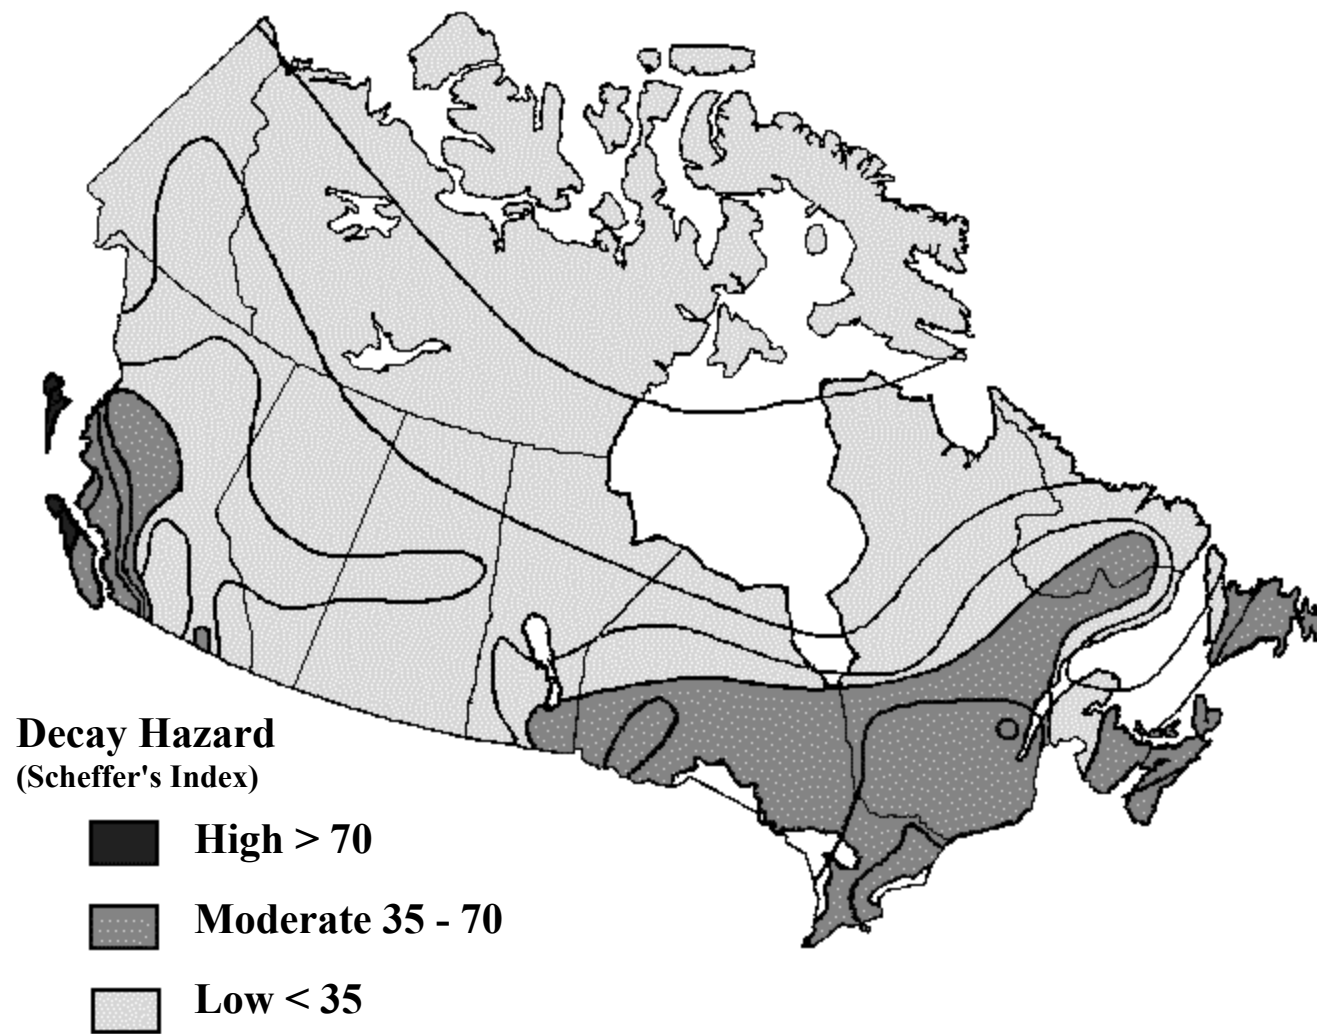 Decay Hazard
(Scheffer's Index)
High > 70
Moderate 35 - 70
Low < 35